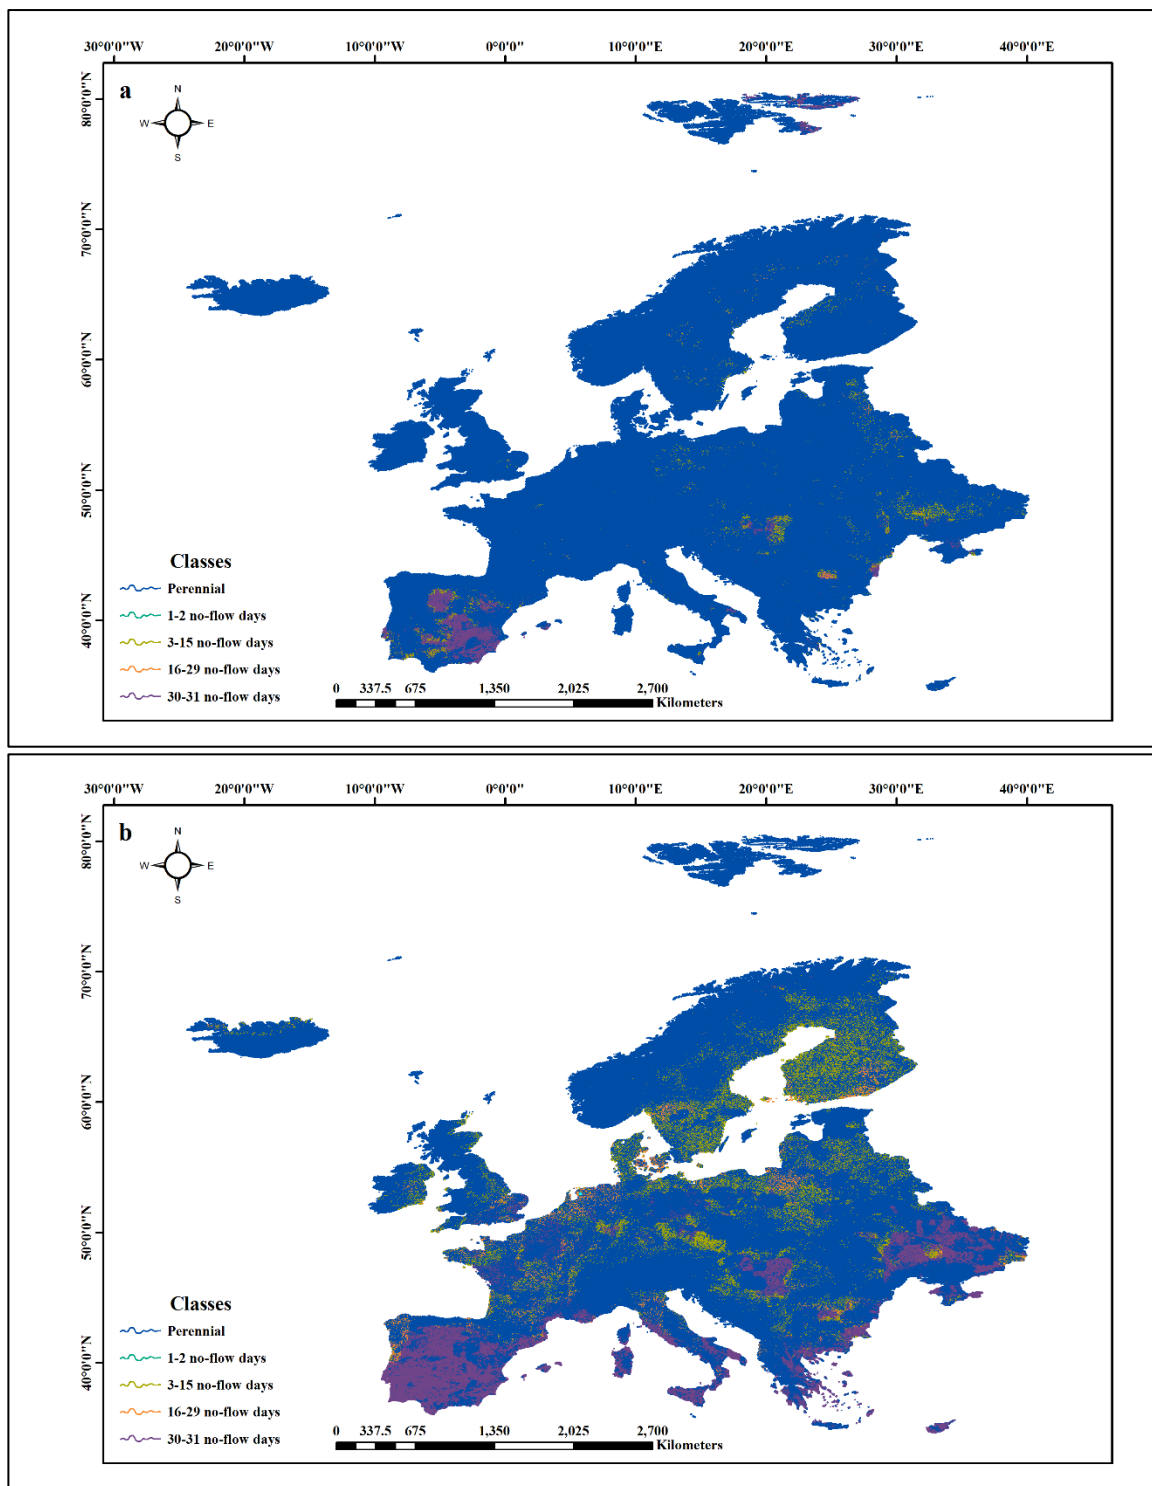 30°0'0"W 20°0'0"W 10°0'0"W 0°0'0"E 10°0'0"E 20°0'0"E 30°0'0"E 40°0'0"E
a
N
W E
S
80°0'0"N
70°0'0"N
60°0'0"N
50°0'0"N
40°0'0"N
Classes
Perennial
1-2 no-flow days
3-15 no-flow days
16-29 no-flow days
30-31 no-flow days
0 337.5 675 1,350 2,025 2,700
Kilometers
30°0'0"W 20°0'0"W 10°0'0"W 0°0'0"E 10°0'0"E 20°0'0"E 30°0'0"E 40°0'0"E
b
N
W E
S
80°0'0"N
70°0'0"N
60°0'0"N
50°0'0"N
40°0'0"N
Classes
Perennial
1-2 no-flow days
3-15 no-flow days
16-29 no-flow days
30-31 no-flow days
0 337.5 675 1,350 2,025 2,700
Kilometers